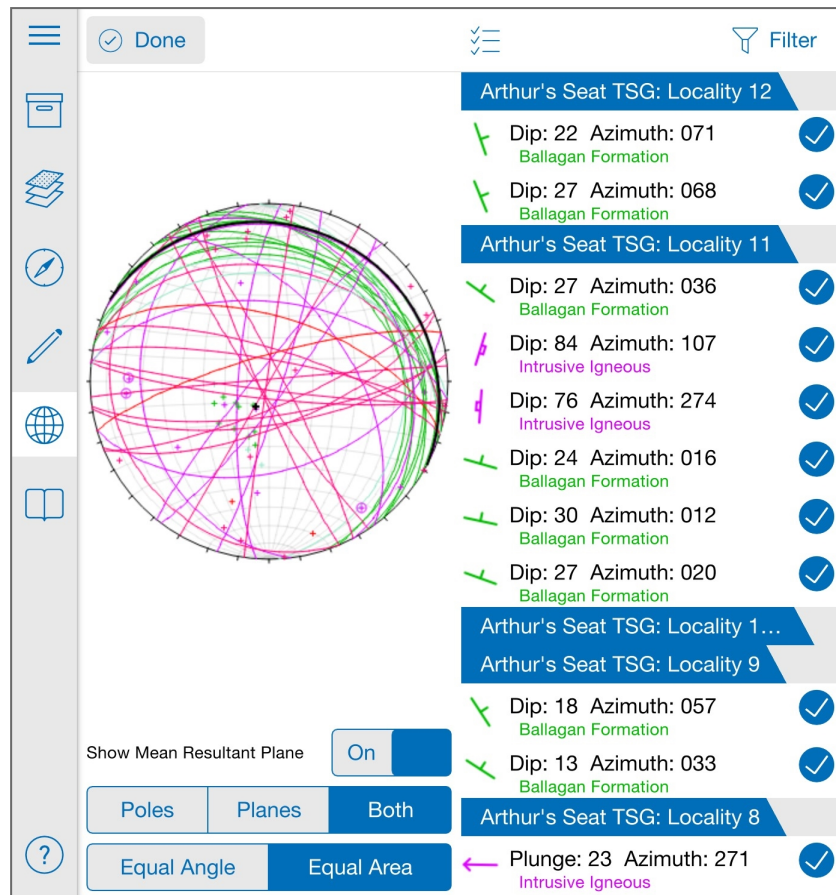 Done
Filter
Arthur's Seat TSG: Locality 12
Dip: 22 Azimuth: 071
Ballagan Formation
Dip: 27 Azimuth: 068
Ballagan Formation
Arthur's Seat TSG: Locality 11
Dip: 27 Azimuth: 036
Ballagan Formation
Dip: 84 Azimuth: 107
Intrusive Igneous
Dip: 76 Azimuth: 274
Intrusive Igneous
Dip: 24 Azimuth: 016
Ballagan Formation
Dip: 30 Azimuth: 012
Ballagan Formation
Dip: 27 Azimuth: 020
Ballagan Formation
Arthur's Seat TSG: Locality 1...
Arthur's Seat TSG: Locality 9
Dip: 18 Azimuth: 057
Ballagan Formation
Dip: 13 Azimuth: 033
Ballagan Formation
Arthur's Seat TSG: Locality 8
Plunge: 23 Azimuth: 271
Intrusive Igneous
Show Mean Resultant Plane
On
Poles
Planes
Both
Equal Angle
Equal Area
?